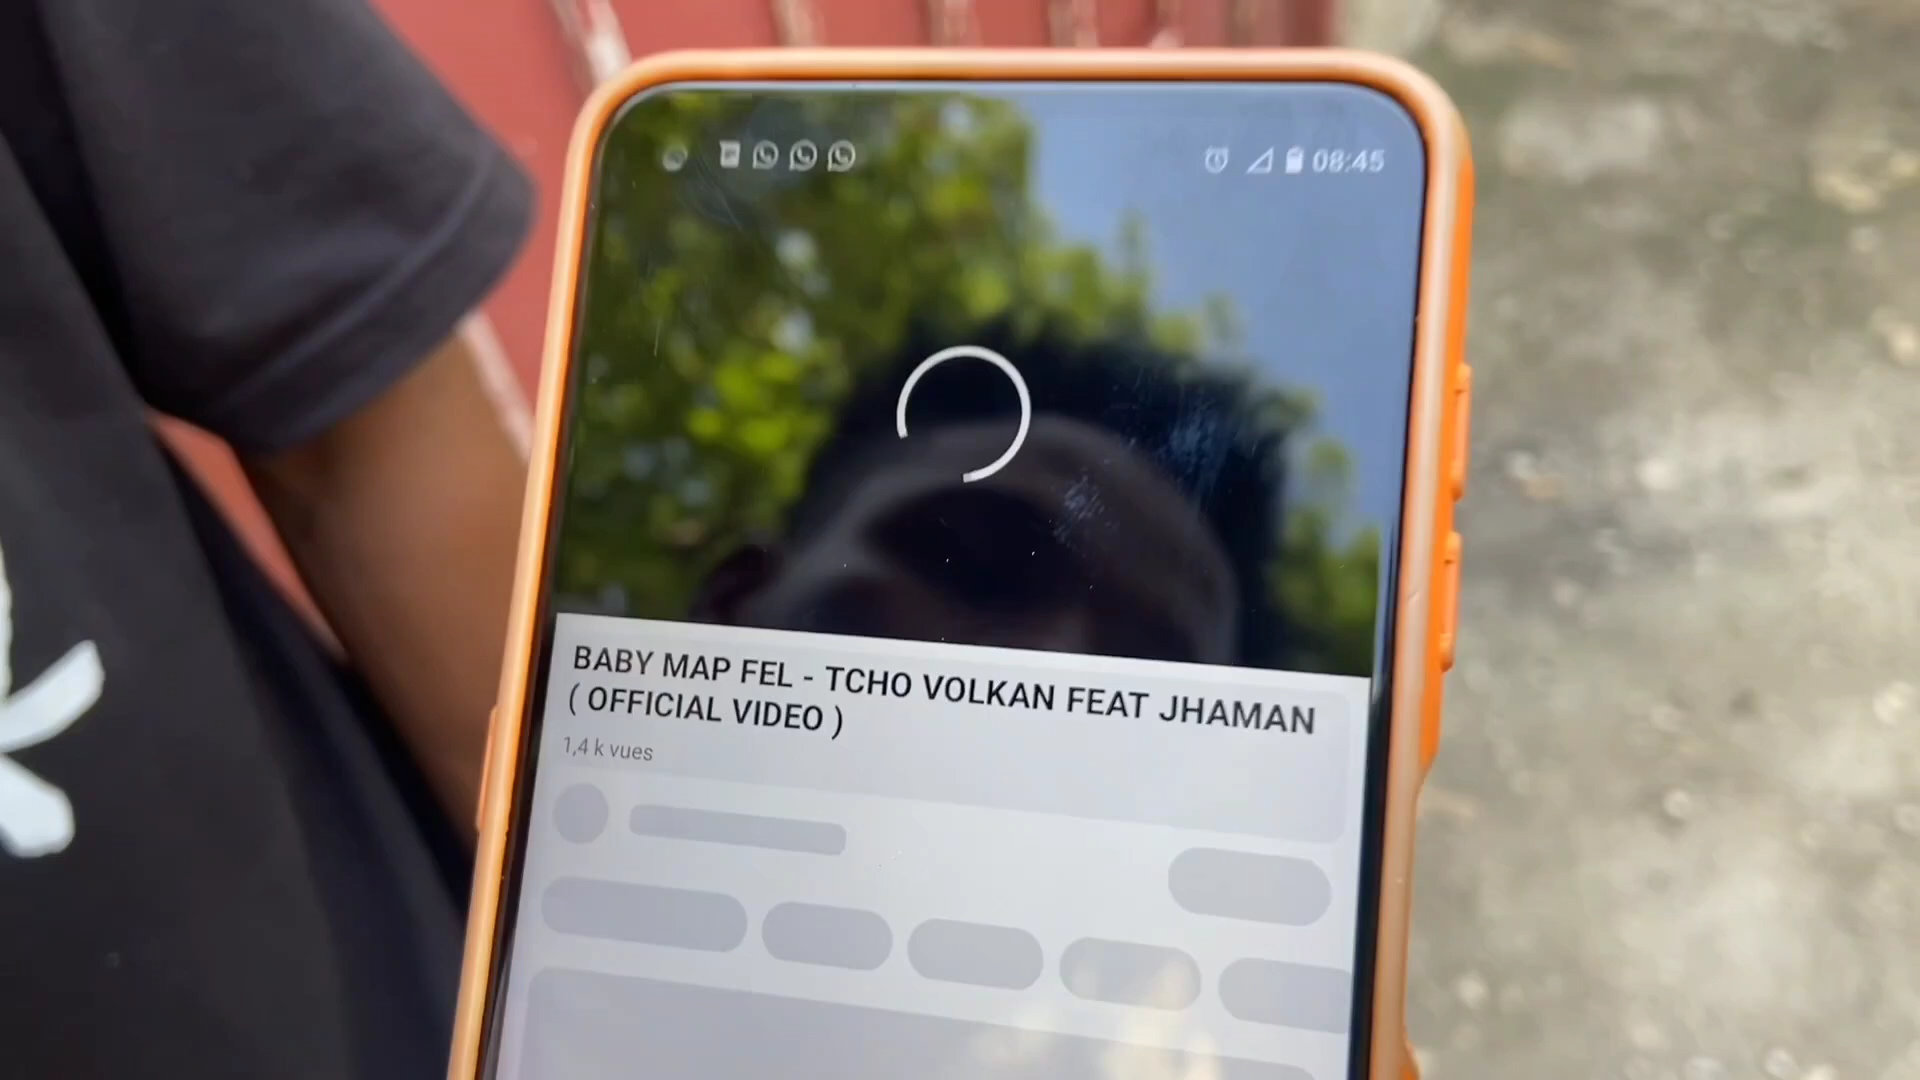 08:45
BABY MAP FEL - TCHO VOLKAN FEAT JHAMAN
( OFFICIAL VIDEO )
1,4 k vues